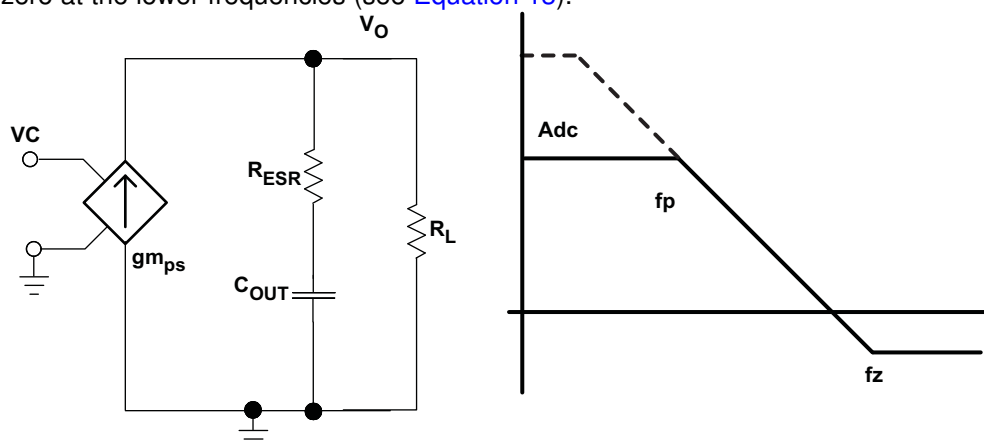 zero at the lower frequencies (see Equation 13).
VO
VC
RESR
RL
gmps
COUT
Adc
fp
fz